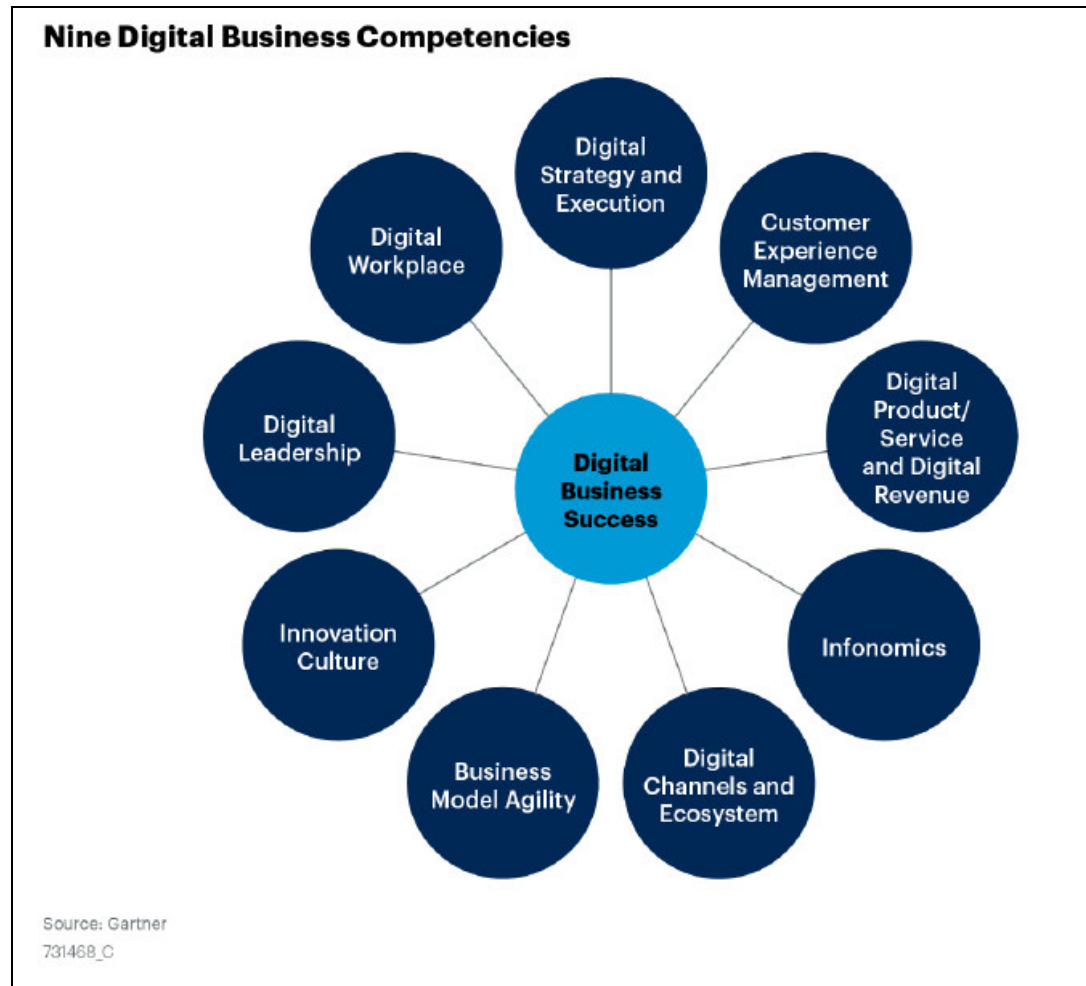 Nine Digital Business Competencies
Digital
Strategy and
Execution
Customer
Experience
Management
Digital
Product/
Service
and Digital
Revenue
Infonomics
Digital
Channels and
Ecosystem
Business
Model Agility
Innovation
Culture
Digital
Leadership
Digital
Workplace
Digital
Business
Success
Source: Gartner
731468_C